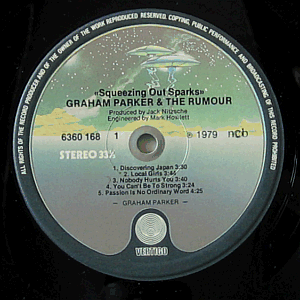 ALL RIGHTS OF THE RECORD PRODUCER AND OF THE OWNER OF THE WORK REPRODUCED RESERVED. COPYING, PUBLIC PERFORMANCE AND BROADCASTING OF THIS RECORD PROHIBITED
«Squeezing Out Sparks»
GRAHAM PARKER & THE RUMOUR
Produced by Jack Nitzsche
Engineered by Mark Howlett
6360 168 1 ℗ 1979 ncb
STEREO 33⅓
1. Discovering Japan 3:30
2. Local Girls 3:46
3. Nobody Hurts You 3:40
4. You Can't Be To Strong 3:24
5. Passion Is No Ordinary Word 4:25
— GRAHAM PARKER —
VERTIGO